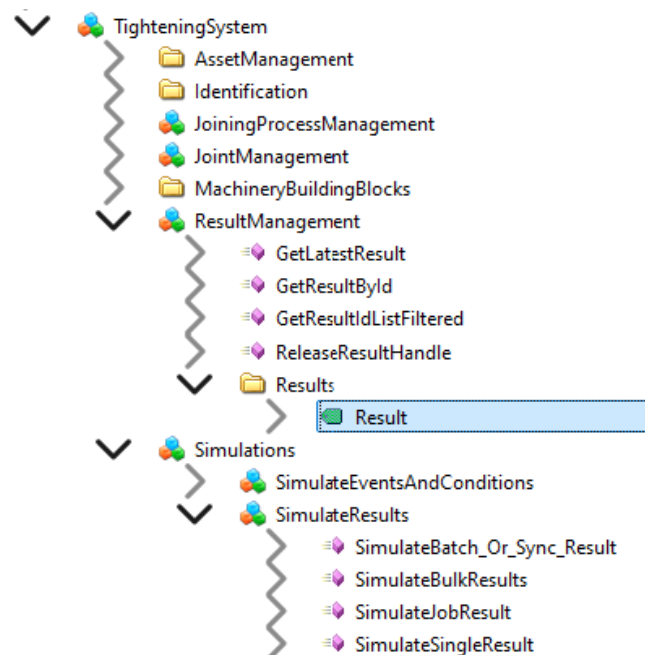 TighteningSystem
AssetManagement
Identification
JoiningProcessManagement
JointManagement
MachineryBuildingBlocks
ResultManagement
GetLatestResult
GetResultById
GetResultIdListFiltered
ReleaseResultHandle
Results
Result
Simulations
SimulateEventsAndConditions
SimulateResults
SimulateBatch_Or_Sync_Result
SimulateBulkResults
SimulateJobResult
SimulateSingleResult